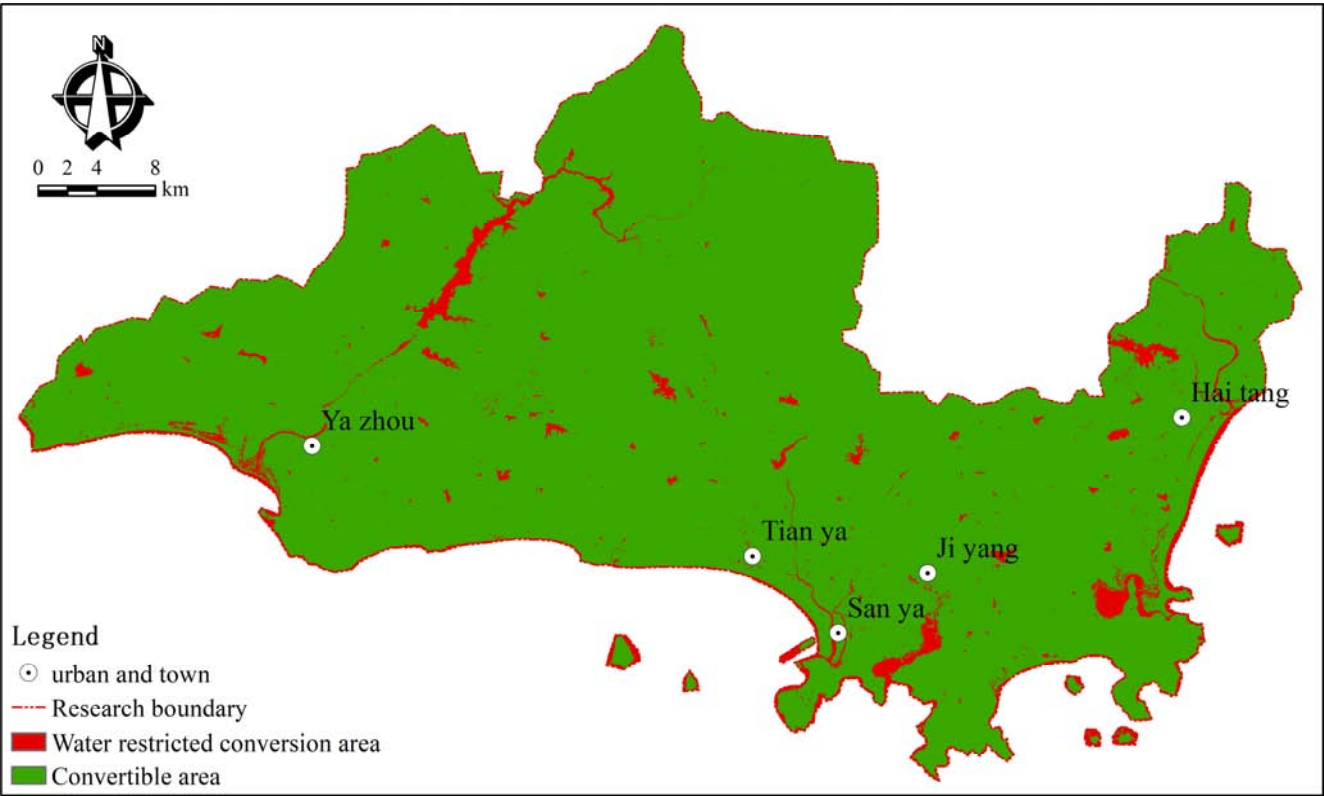 N
0 2 4 8
km
Hai tang
Ya zhou
Tian ya
Ji yang
San ya
Legend
urban and town
Research boundary
Water restricted conversion area
Convertible area